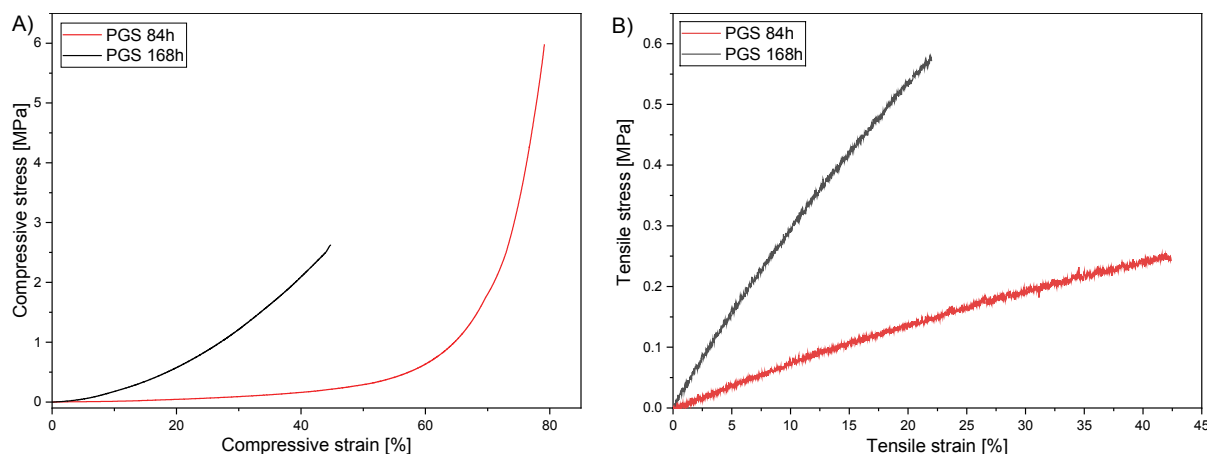 A)
PGS 84h
PGS 168h
Compressive stress [MPa]
6
5
4
3
2
1
0
0 20 40 60 80
Compressive strain [%]
B)
PGS 84h
PGS 168h
Tensile stress [MPa]
0.6
0.5
0.4
0.3
0.2
0.1
0.0
0 5 10 15 20 25 30 35 40 45
Tensile strain [%]